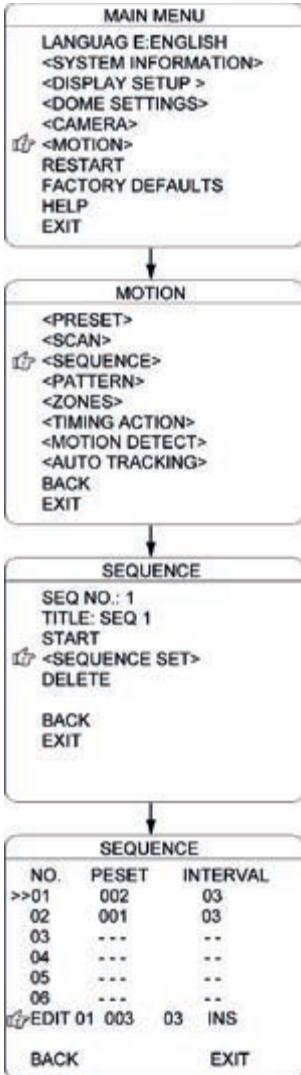 MAIN MENU
LANGUAG E:ENGLISH
<SYSTEM INFORMATION>
<DISPLAY SETUP >
<DOME SETTINGS>
<CAMERA>
<MOTION>
RESTART
FACTORY DEFAULTS
HELP
EXIT
MOTION
<PRESET>
<SCAN>
<SEQUENCE>
<PATTERN>
<ZONES>
<TIMING ACTION>
<MOTION DETECT>
<AUTO TRACKING>
BACK
EXIT
SEQUENCE
SEQ NO.: 1
TITLE: SEQ 1
START
<SEQUENCE SET>
DELETE
BACK
EXIT
SEQUENCE
NO. PESET INTERVAL
>>01 002 03
02 001 03
03 - - - - -
04 - - - - -
05 - - - - -
06 - - - - -
EDIT 01 003 03 INS
BACK EXIT